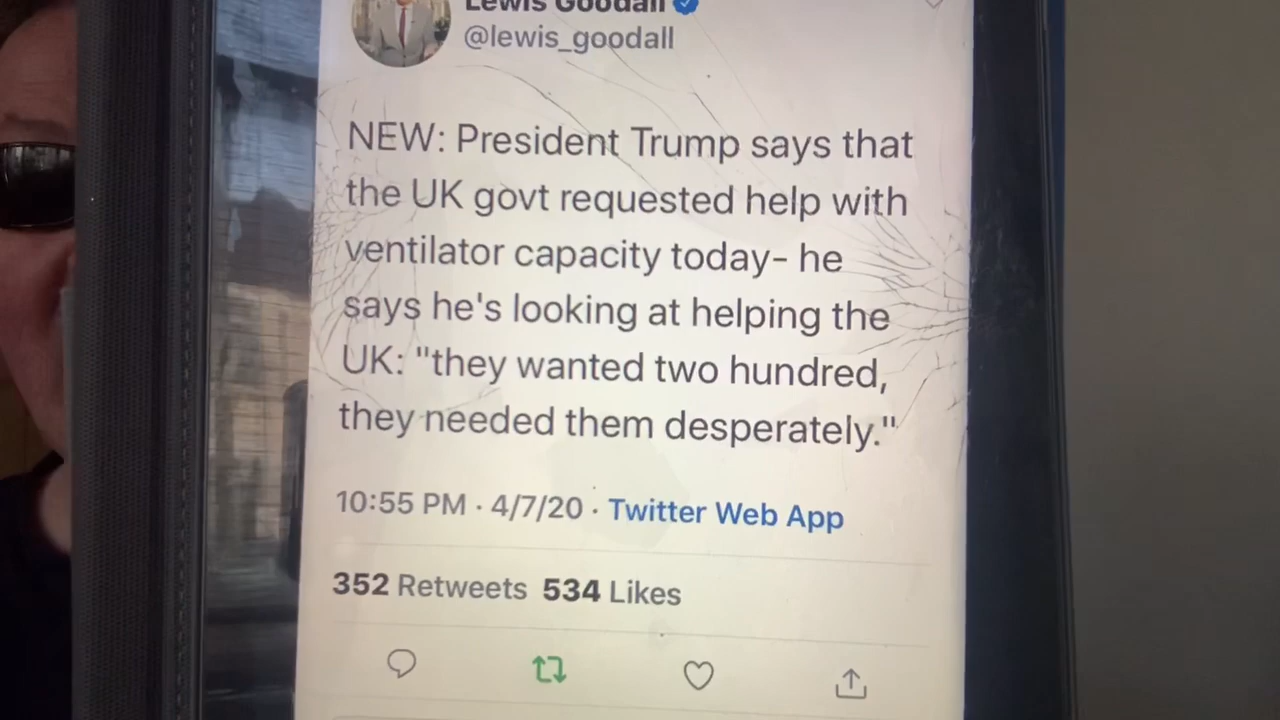 Lewis Goodall
@lewis_goodall
NEW: President Trump says that
the UK govt requested help with
ventilator capacity today- he
says he's looking at helping the
UK: "they wanted two hundred,
they needed them desperately."
10:55 PM · 4/7/20 · Twitter Web App
352 Retweets 534 Likes